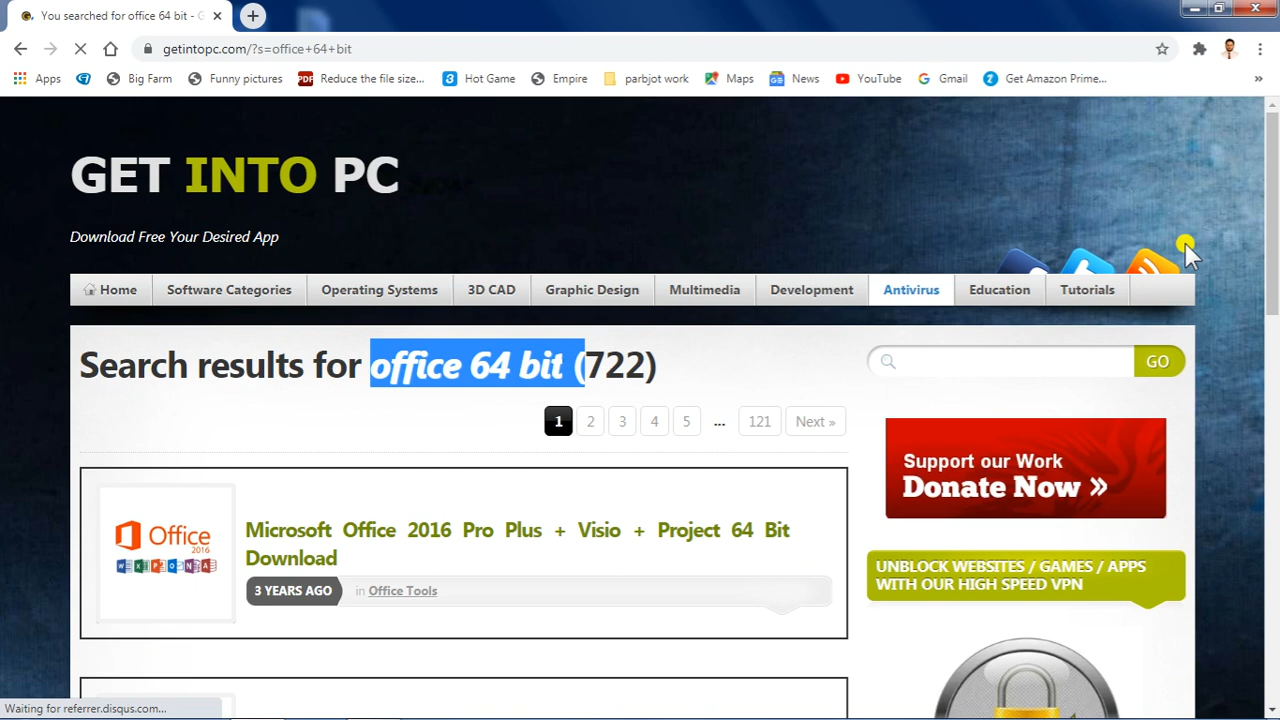 You searched for office 64 bit - G
getintopc.com/?s=office+64+bit
Apps Big Farm Funny pictures PDF Reduce the file size... Hot Game Empire parbjot work Maps News YouTube Gmail Get Amazon Prime... »
GET INTO PC
Download Free Your Desired App
Home Software Categories Operating Systems 3D CAD Graphic Design Multimedia Development Antivirus Education Tutorials
Search results for office 64 bit (722)
GO
1 2 3 4 5 ... 121 Next »
Support our Work
Donate Now »
Office
2016
Microsoft Office 2016 Pro Plus + Visio + Project 64 Bit
Download
3 YEARS AGO in Office Tools
UNBLOCK WEBSITES / GAMES / APPS
WITH OUR HIGH SPEED VPN
Waiting for referrer.disqus.com...